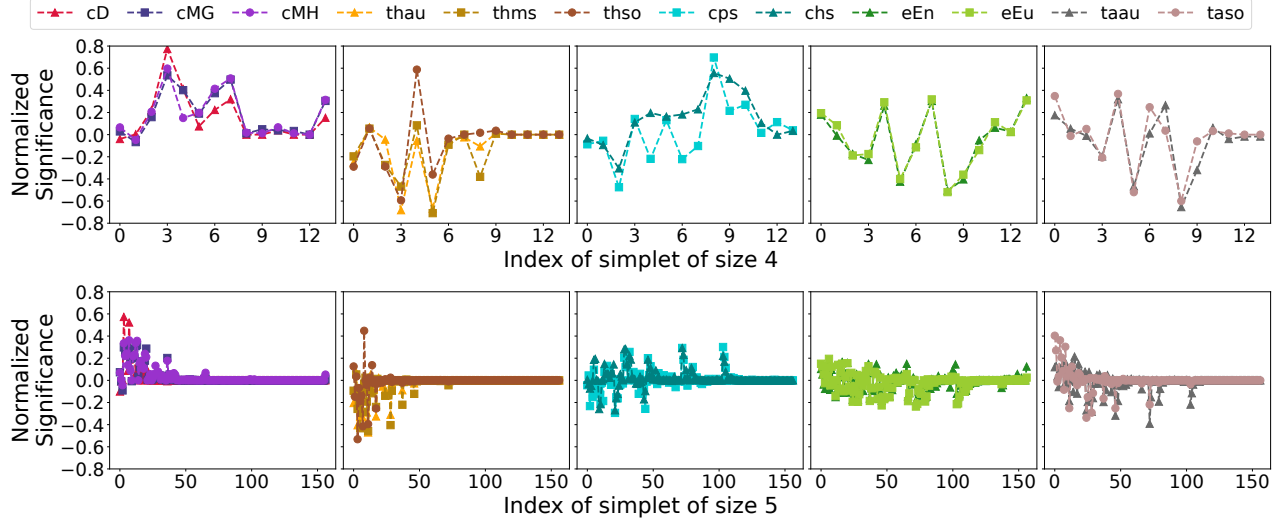 cD cMG cMH thau thms thso cps chs eEn eEu taau taso
Normalized
Significance
0.8
0.6
0.4
0.2
0.0
−0.2
−0.4
−0.6
−0.8
0 3 6 9 12 0 3 6 9 12 0 3 6 9 12 0 3 6 9 12 0 3 6 9 12
Index of simplet of size 4
Normalized
Significance
0.8
0.6
0.4
0.2
0.0
−0.2
−0.4
−0.6
−0.8
0 50 100 150 0 50 100 150 0 50 100 150 0 50 100 150 0 50 100 150
Index of simplet of size 5